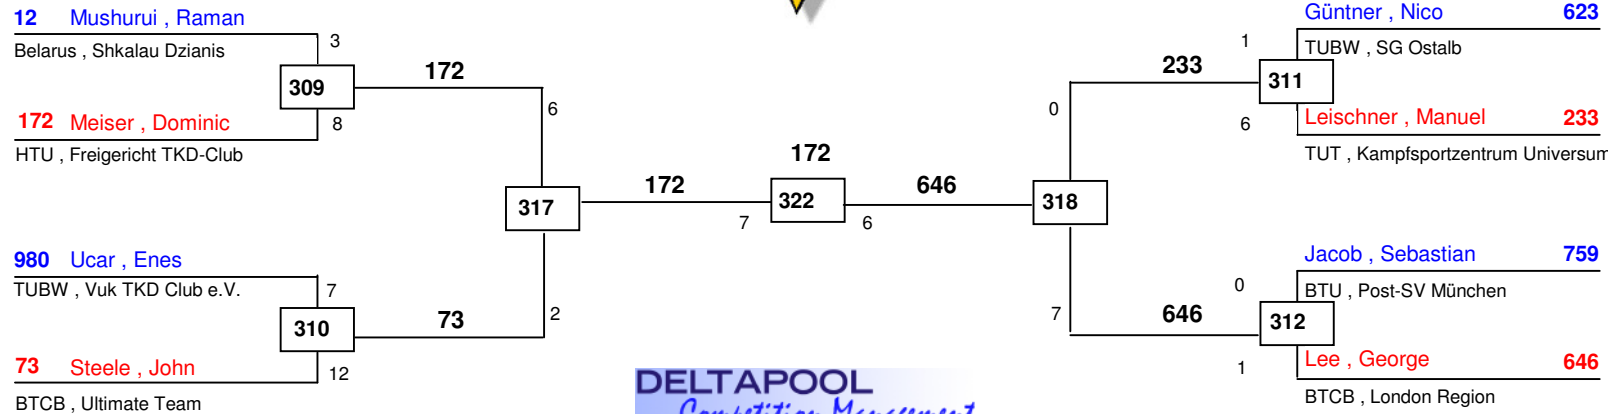 12 Mushurui , Raman
Belarus , Shkalau Dzianis
3
309
8
172 Meiser , Dominic
HTU , Freigericht TKD-Club
172
6
317
980 Ucar , Enes
TUBW , Vuk TKD Club e.V.
7
310
12
73 Steele , John
BTCB , Ultimate Team
73
2
172
7
172
322
6
646
318
0
233
7
646
Güntner , Nico 623
TUBW , SG Ostalb
1
311
6
Leischner , Manuel 233
TUT , Kampfsportzentrum Universum
Jacob , Sebastian 759
BTU , Post-SV München
0
312
1
Lee , George 646
BTCB , London Region
DELTAPOOL
Competition Management